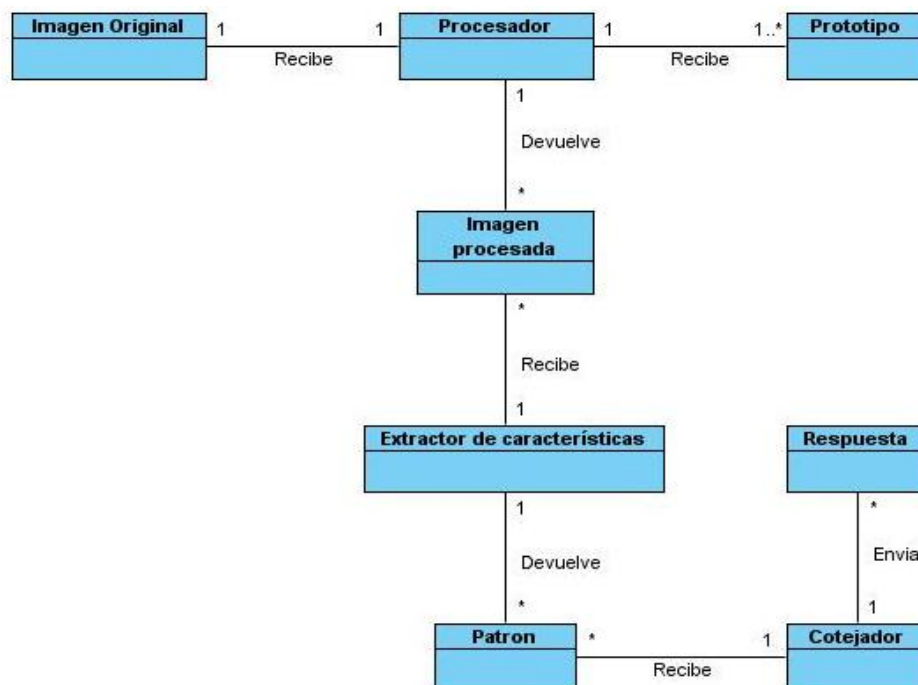 Imagen Original
1
1
Recibe
Procesador
1
1..*
Recibe
Prototipo
1
Devuelve
*
Imagen
procesada
*
Recibe
1
Extractor de características
Respuesta
1
Devuelve
*
*
Envia
1
Patron
*
1
Recibe
Cotejador